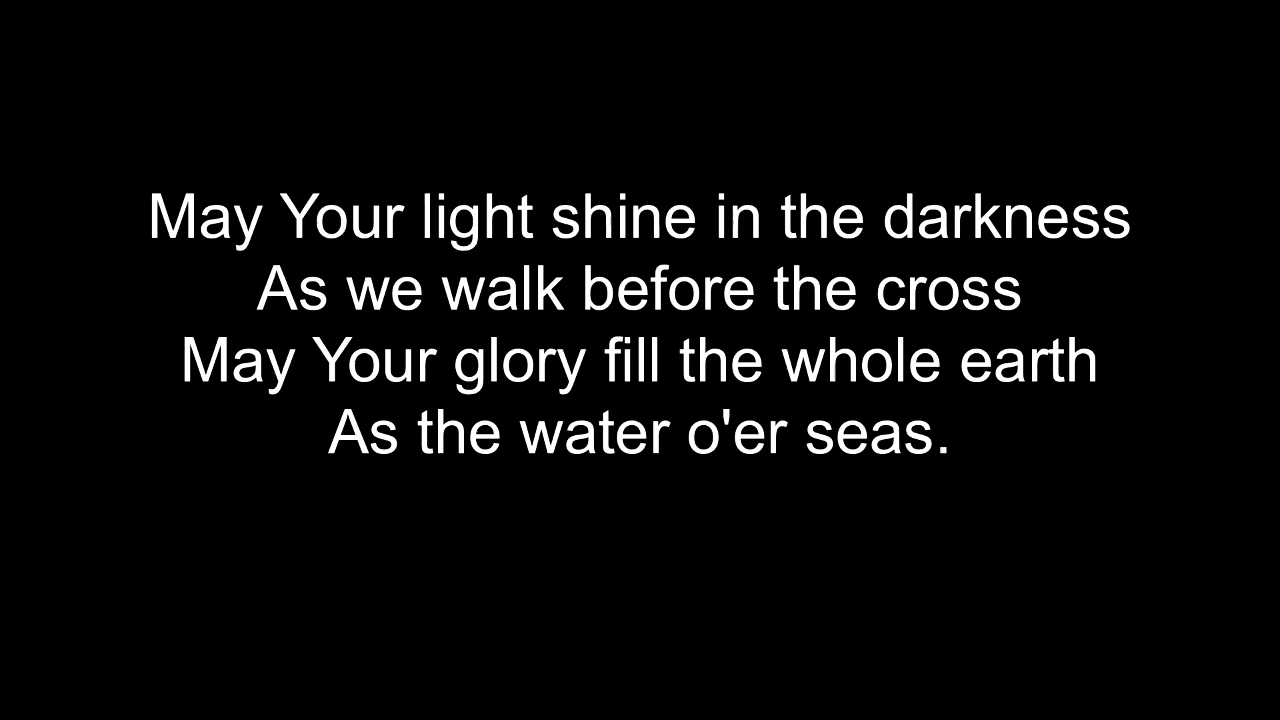 May Your light shine in the darkness
As we walk before the cross
May Your glory fill the whole earth
As the water o'er seas.